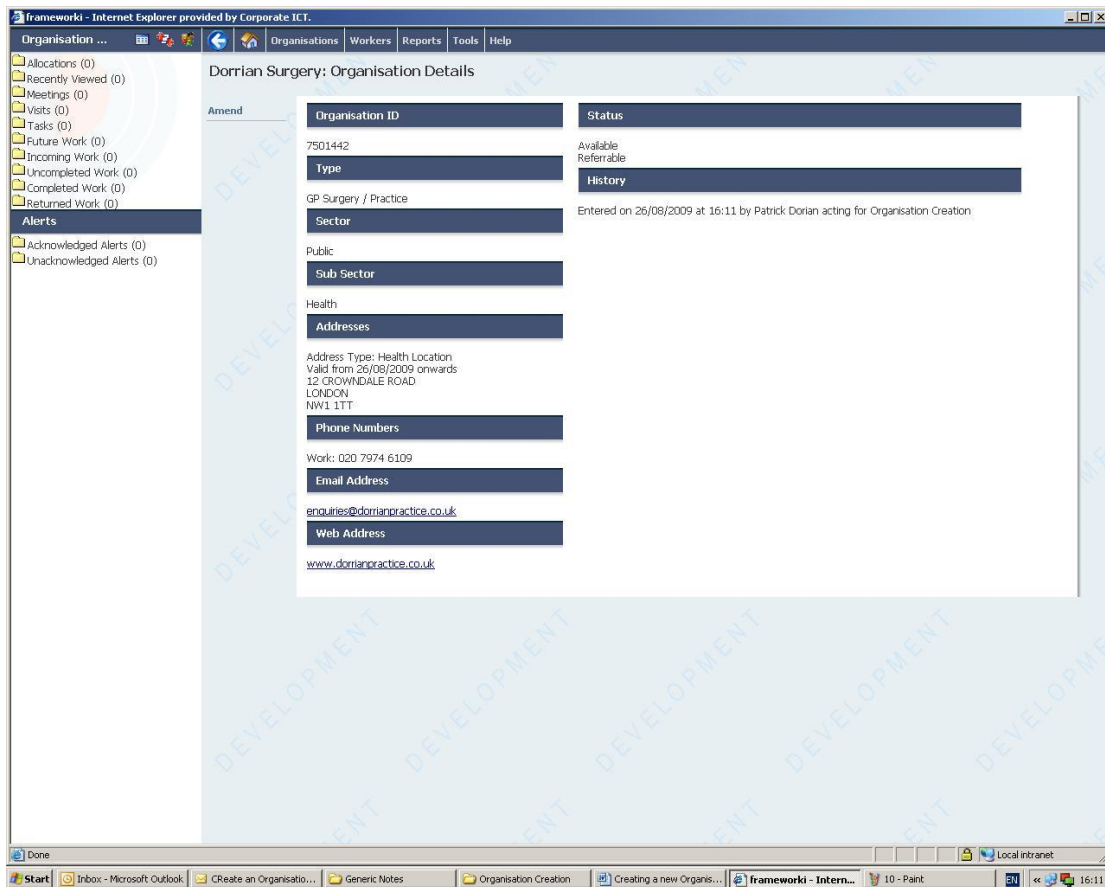 frameworki - Internet Explorer provided by Corporate ICT.
Organisation ...
Organisations Workers Reports Tools Help
Allocations (0)
Recently Viewed (0)
Meetings (0)
Visits (0)
Tasks (0)
Future Work (0)
Incoming Work (0)
Uncompleted Work (0)
Completed Work (0)
Returned Work (0)
Alerts
Acknowledged Alerts (0)
Unacknowledged Alerts (0)
Dorrian Surgery: Organisation Details
Amend
Organisation ID
7501442
Type
GP Surgery / Practice
Sector
Public
Sub Sector
Health
Addresses
Address Type: Health Location
Valid from 26/08/2009 onwards
12 CROWNDALE ROAD
LONDON
NW1 1TT
Phone Numbers
Work: 020 7974 6109
Email Address
enquiries@dorrianpractice.co.uk
Web Address
www.dorrianpractice.co.uk
Status
Available
Referrable
History
Entered on 26/08/2009 at 16:11 by Patrick Dorian acting for Organisation Creation
DEVELOPMENT
DEVELOPMENT
DEVELOPMENT
DEVELOPMENT
DEVELOPMENT
Done
Local intranet
Start
Inbox - Microsoft Outlook
CReate an Organisatio...
Generic Notes
Organisation Creation
Creating a new Organis...
frameworki - Intern...
10 - Paint
EN
«
16:11